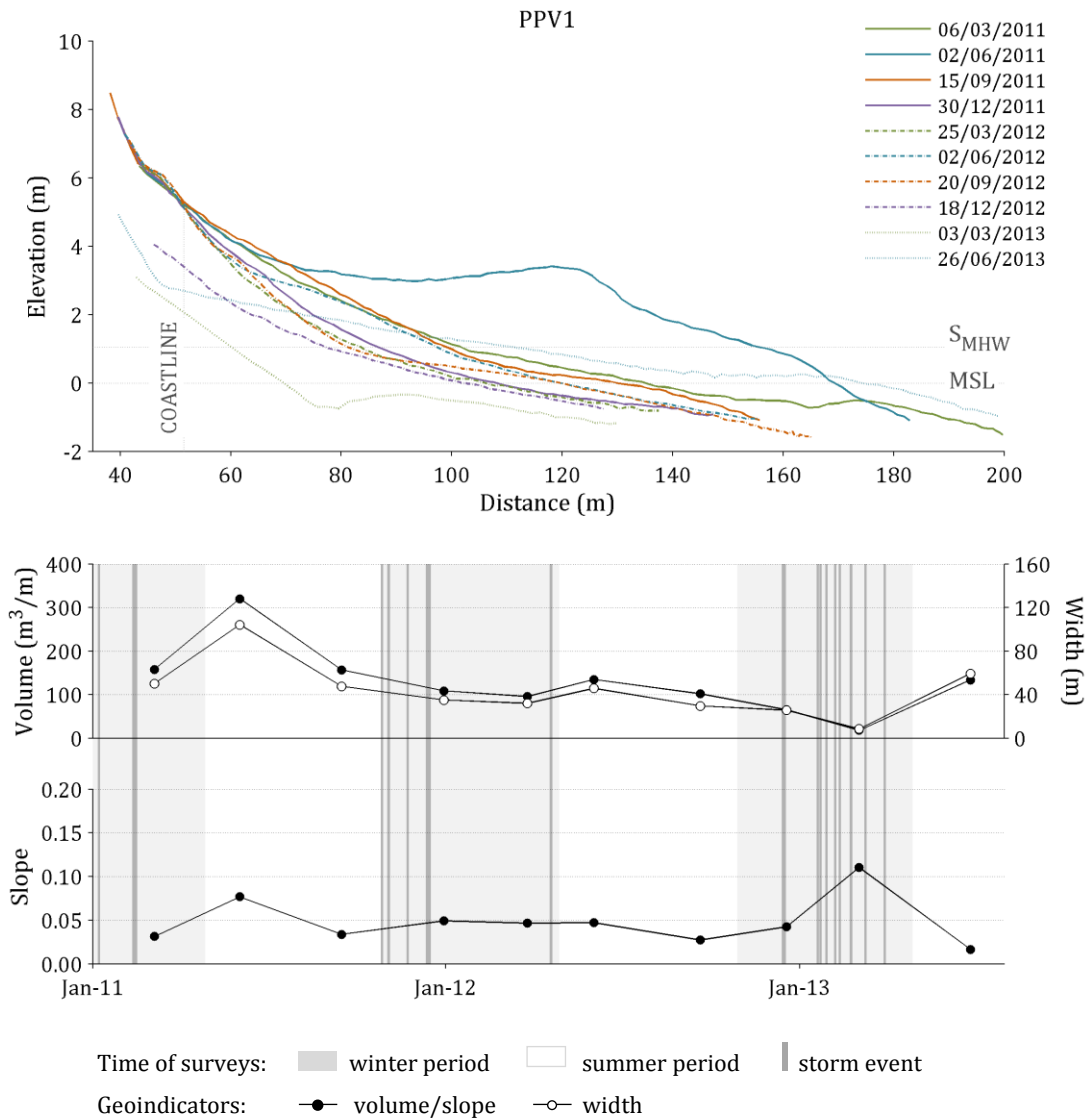 PPV1
10
8
6
4
2
0
-2
Elevation (m)
COASTLINE
S_MHW
MSL
06/03/2011
02/06/2011
15/09/2011
30/12/2011
25/03/2012
02/06/2012
20/09/2012
18/12/2012
03/03/2013
26/06/2013
40 60 80 100 120 140 160 180 200
Distance (m)
400
300
200
100
0
Volume (m³/m)
160
120
80
40
0
Width (m)
0.20
0.15
0.10
0.05
0.00
Slope
Jan-11 Jan-12 Jan-13
Time of surveys: winter period summer period storm event
Geoindicators: volume/slope width